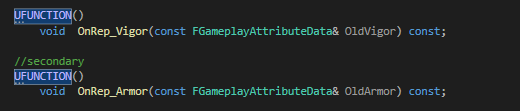 UFUNCTION()
void OnRep_Vigor(const FGameplayAttributeData& OldVigor) const;
//secondary
UFUNCTION()
void OnRep_Armor(const FGameplayAttributeData& OldArmor) const;